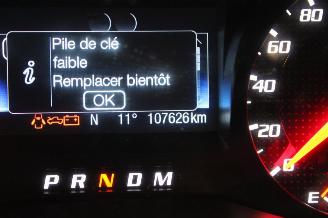 Pile de clé
faible
Remplacer bientôt
OK
N 11° 107626km
P R N D M
80
60
40
20
0
E